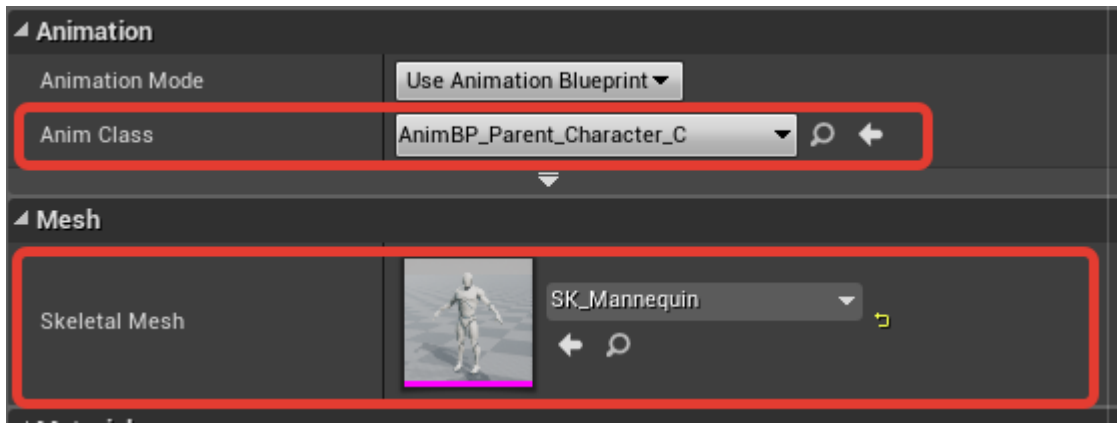 Animation
Animation Mode Use Animation Blueprint
Anim Class AnimBP_Parent_Character_C
Mesh
Skeletal Mesh SK_Mannequin